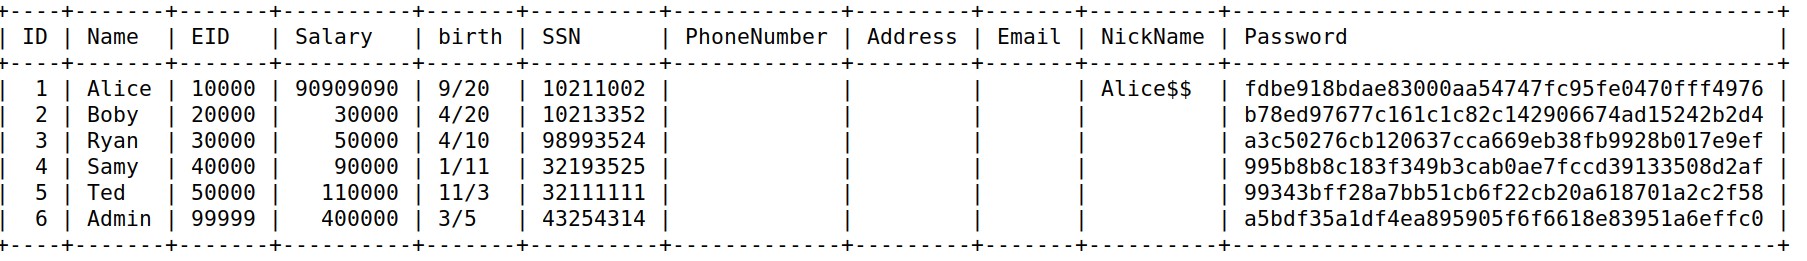 +----+-------+-------+----------+-------+----------+-------------+---------+-------+----------+------------------------------------------+
| ID | Name  | EID   | Salary   | birth | SSN      | PhoneNumber | Address | Email | NickName | Password                                 |
+----+-------+-------+----------+-------+----------+-------------+---------+-------+----------+------------------------------------------+
|  1 | Alice | 10000 | 90909090 | 9/20  | 10211002 |             |         |       | Alice$$  | fdbe918bdae83000aa54747fc95fe0470fff4976 |
|  2 | Boby  | 20000 |    30000 | 4/20  | 10213352 |             |         |       |          | b78ed97677c161c1c82c142906674ad15242b2d4 |
|  3 | Ryan  | 30000 |    50000 | 4/10  | 98993524 |             |         |       |          | a3c50276cb120637cca669eb38fb9928b017e9ef |
|  4 | Samy  | 40000 |    90000 | 1/11  | 32193525 |             |         |       |          | 995b8b8c183f349b3cab0ae7fccd39133508d2af |
|  5 | Ted   | 50000 |   110000 | 11/3  | 32111111 |             |         |       |          | 99343bff28a7bb51cb6f22cb20a618701a2c2f58 |
|  6 | Admin | 99999 |   400000 | 3/5   | 43254314 |             |         |       |          | a5bdf35a1df4ea895905f6f6618e83951a6effc0 |
+----+-------+-------+----------+-------+----------+-------------+---------+-------+----------+------------------------------------------+